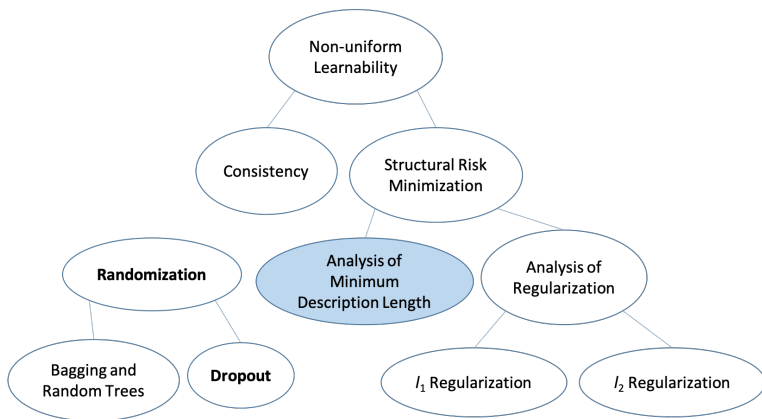 Non-uniform
Learnability
Consistency
Structural Risk
Minimization
Randomization
Analysis of
Minimum
Description Length
Analysis of
Regularization
Bagging and
Random Trees
Dropout
l1 Regularization
l2 Regularization